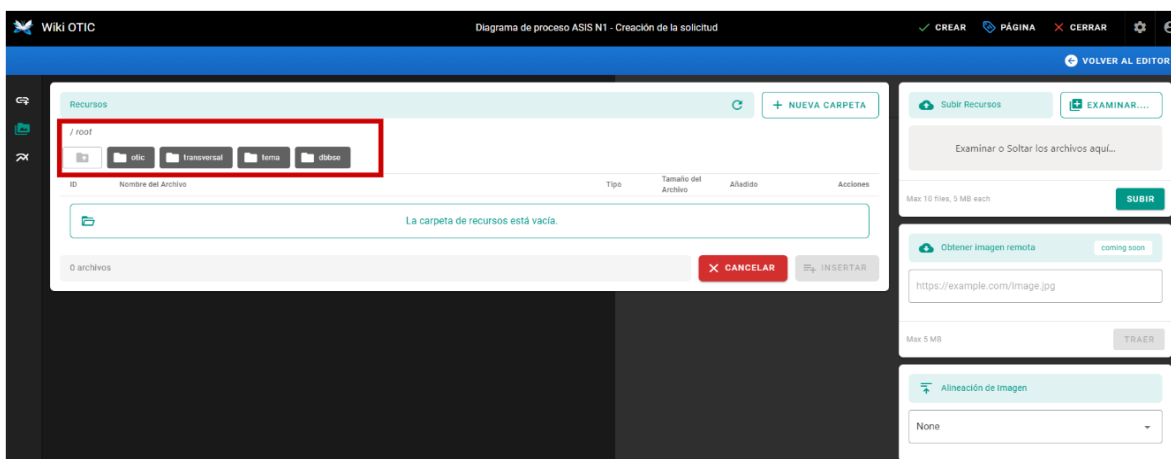 Wiki OTIC
Diagrama de proceso ASIS N1 - Creación de la solicitud
CREAR
PÁGINA
CERRAR
VOLVER AL EDITOR
Recursos
NUEVA CARPETA
/ root
otic
transversal
tema
dbbse
ID
Nombre del Archivo
Tipo
Tamaño del
Archivo
Añadido
Acciones
La carpeta de recursos está vacía.
0 archivos
CANCELAR
INSERTAR
Subir Recursos
EXAMINAR....
Examinar o Soltar los archivos aquí...
Max 10 files, 5 MB each
SUBIR
Obtener imagen remota
coming soon
https://example.com/image.jpg
Max 5 MB
TRAER
Alineación de Imagen
None